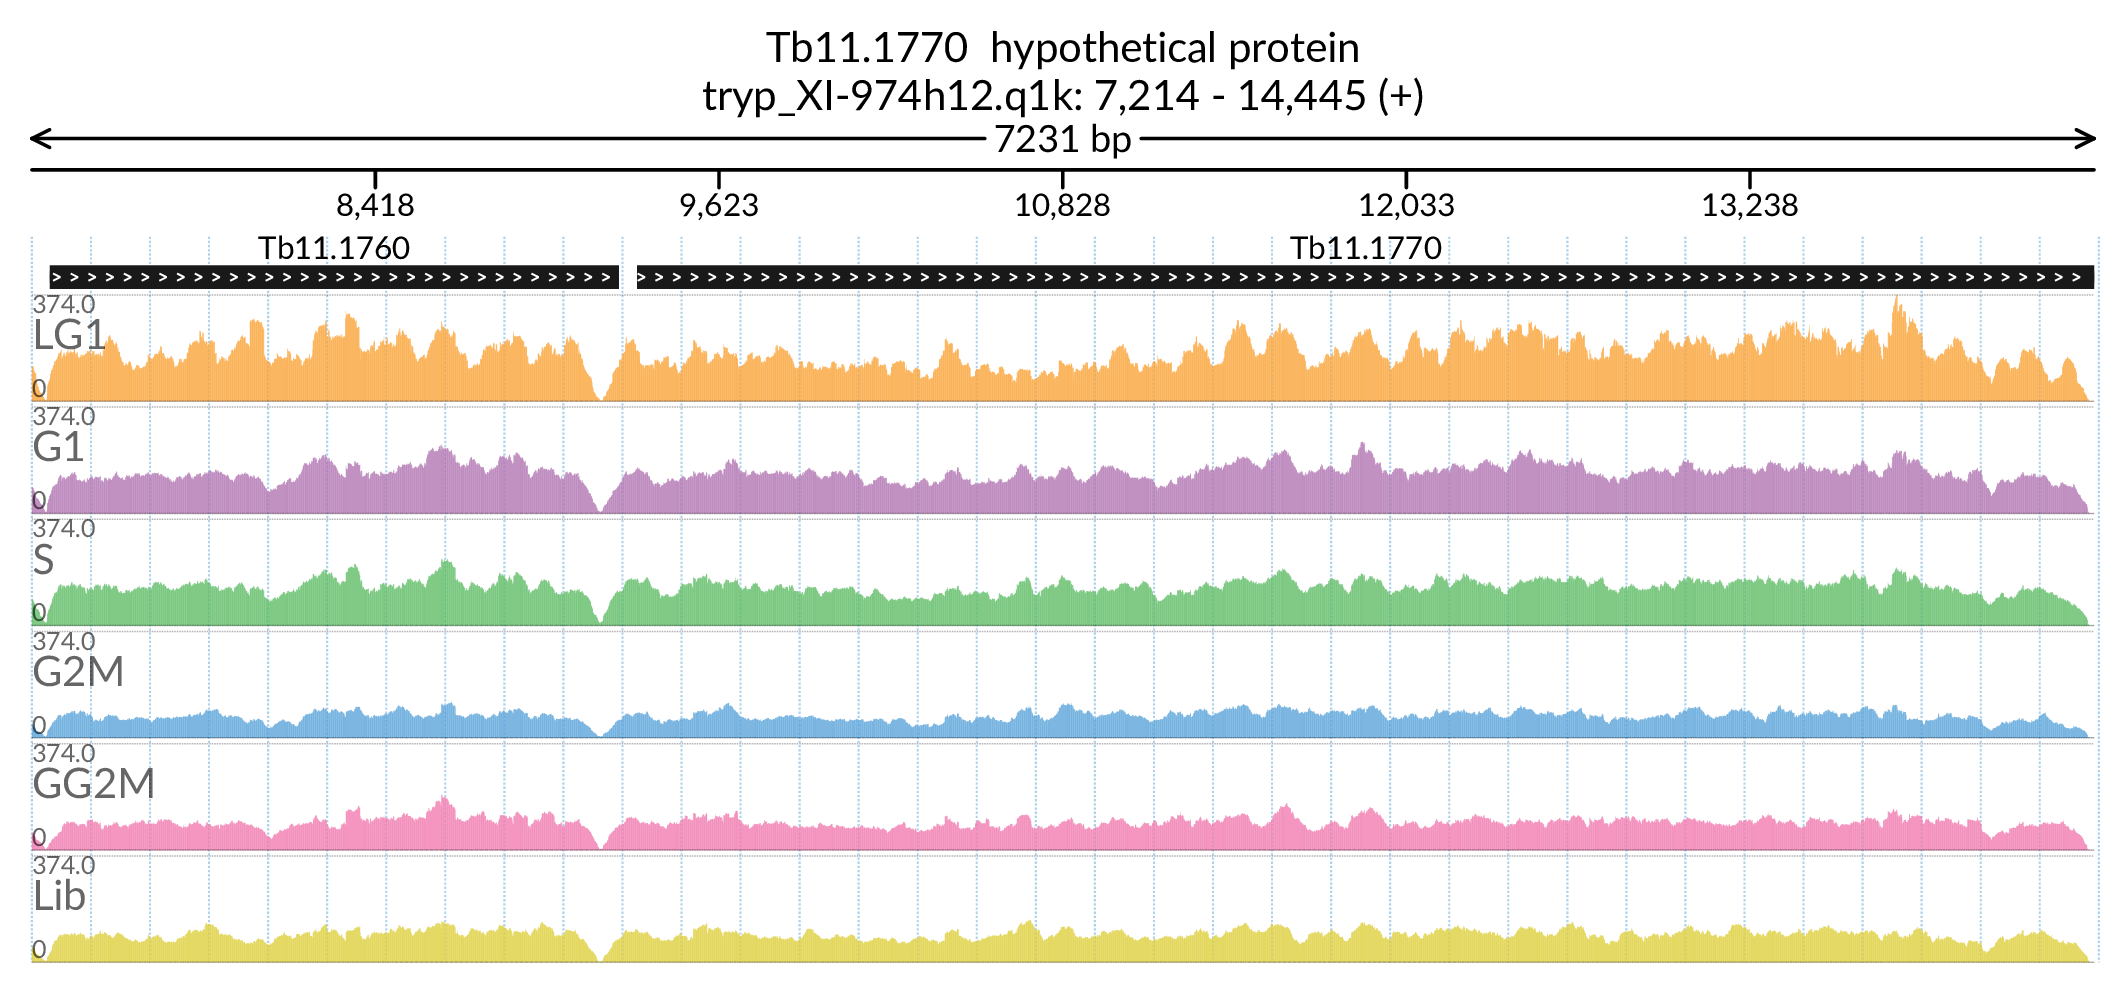 Tb11.1770  hypothetical protein
tryp_XI-974h12.q1k: 7,214 - 14,445 (+)
7231 bp
8,418 9,623 10,828 12,033 13,238
Tb11.1760 Tb11.1770
374.0
LG1
0
374.0
G1
0
374.0
S
0
374.0
G2M
0
374.0
GG2M
0
374.0
Lib
0